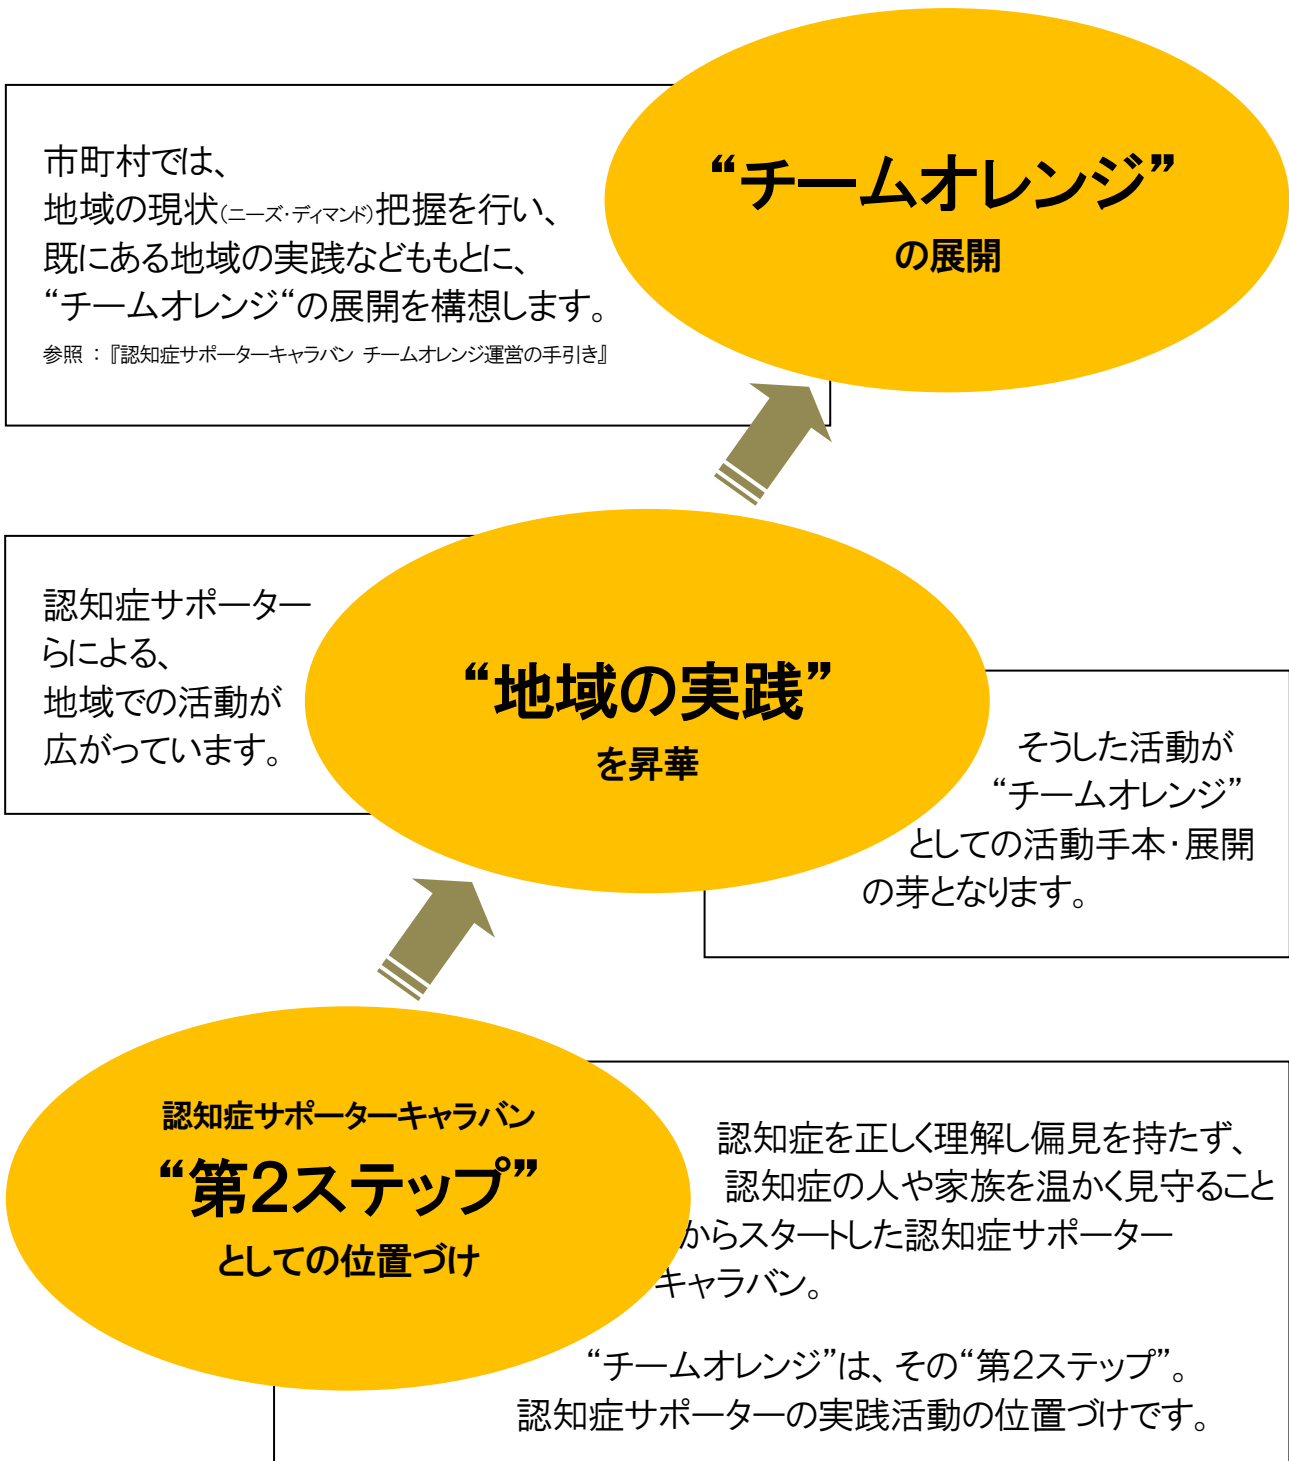 市町村では、
地域の現状(ニーズ・ディマンド)把握を行い、
既にある地域の実践などももとに、
“チームオレンジ“の展開を構想します。
参照 : 『認知症サポーターキャラバン チームオレンジ運営の手引き』
“チームオレンジ”
の展開
認知症サポーター
らによる、
地域での活動が
広がっています。
“地域の実践”
を昇華
そうした活動が
“チームオレンジ”
としての活動手本・展開
の芽となります。
認知症サポーターキャラバン
“第2ステップ”
としての位置づけ
認知症を正しく理解し偏見を持たず、
認知症の人や家族を温かく見守ること
からスタートした認知症サポーター
キャラバン。
“チームオレンジ”は、その“第2ステップ”。
認知症サポーターの実践活動の位置づけです。